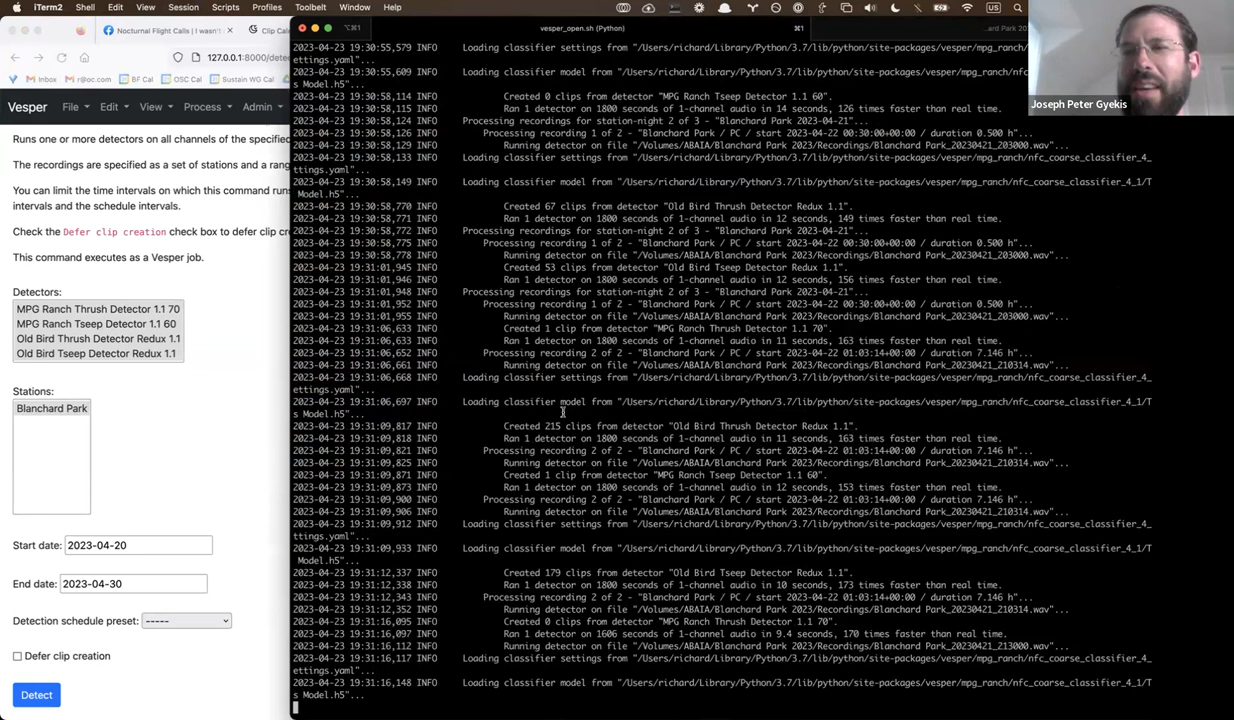 iTerm2 Shell Edit View Session Scripts Profiles Toolbelt Window Help
US
Nocturnal Flight Calls | I wasn't
Clip Cale
127.0.0.1:8000/dete
Inbox r@oc.com BF Cal OSC Cal Sustain WG Cal
Vesper File Edit View Process Admin
Runs one or more detectors on all channels of the specified
The recordings are specified as a set of stations and a rang
You can limit the time intervals on which this command runs
intervals and the schedule intervals.
Check the Defer clip creation check box to defer clip cre
This command executes as a Vesper job.
Detectors:
MPG Ranch Thrush Detector 1.1 70
MPG Ranch Tseep Detector 1.1 60
Old Bird Thrush Detector Redux 1.1
Old Bird Tseep Detector Redux 1.1
Stations:
Blanchard Park
Start date: 2023-04-20
End date: 2023-04-30
Detection schedule preset: -----
Defer clip creation
Detect
⌥⌘1
vesper_open.sh (Python)
⌘1
..ard Park 20
2023-04-23 19:30:55,579 INFO Loading classifier settings from "/Users/richard/Library/Python/3.7/lib/python/site-packages/vesper/mpg_ranch/
ettings.yaml"...
2023-04-23 19:30:55,609 INFO Loading classifier model from "/Users/richard/Library/Python/3.7/lib/python/site-packages/vesper/mpg_ranch/nfc
s Model.h5"...
2023-04-23 19:30:58,114 INFO Created 0 clips from detector "MPG Ranch Tseep Detector 1.1 60".
2023-04-23 19:30:58,115 INFO Ran 1 detector on 1800 seconds of 1-channel audio in 14 seconds, 126 times faster than real time.
2023-04-23 19:30:58,124 INFO Processing recordings for station-night 2 of 3 - "Blanchard Park 2023-04-21"...
2023-04-23 19:30:58,126 INFO Processing recording 1 of 2 - "Blanchard Park / PC / start 2023-04-22 00:30:00+00:00 / duration 0.500 h"...
2023-04-23 19:30:58,129 INFO Running detector on file "/Volumes/ABAIA/Blanchard Park 2023/Recordings/Blanchard Park_20230421_203000.wav"...
2023-04-23 19:30:58,133 INFO Loading classifier settings from "/Users/richard/Library/Python/3.7/lib/python/site-packages/vesper/mpg_ranch/nfc_coarse_classifier_4_
ttings.yaml"...
2023-04-23 19:30:58,149 INFO Loading classifier model from "/Users/richard/Library/Python/3.7/lib/python/site-packages/vesper/mpg_ranch/nfc_coarse_classifier_4_1/T
Model.h5"...
2023-04-23 19:30:58,770 INFO Created 67 clips from detector "Old Bird Thrush Detector Redux 1.1".
2023-04-23 19:30:58,771 INFO Ran 1 detector on 1800 seconds of 1-channel audio in 12 seconds, 149 times faster than real time.
2023-04-23 19:30:58,772 INFO Processing recordings for station-night 2 of 3 - "Blanchard Park 2023-04-21"...
2023-04-23 19:30:58,775 INFO Processing recording 1 of 2 - "Blanchard Park / PC / start 2023-04-22 00:30:00+00:00 / duration 0.500 h"...
2023-04-23 19:30:58,778 INFO Running detector on file "/Volumes/ABAIA/Blanchard Park 2023/Recordings/Blanchard Park_20230421_203000.wav"...
2023-04-23 19:31:01,945 INFO Created 53 clips from detector "Old Bird Tseep Detector Redux 1.1".
2023-04-23 19:31:01,946 INFO Ran 1 detector on 1800 seconds of 1-channel audio in 12 seconds, 156 times faster than real time.
2023-04-23 19:31:01,948 INFO Processing recordings for station-night 2 of 3 - "Blanchard Park 2023-04-21"...
2023-04-23 19:31:01,952 INFO Processing recording 1 of 2 - "Blanchard Park / PC / start 2023-04-22 00:30:00+00:00 / duration 0.500 h"...
2023-04-23 19:31:01,955 INFO Running detector on file "/Volumes/ABAIA/Blanchard Park 2023/Recordings/Blanchard Park_20230421_203000.wav"...
2023-04-23 19:31:06,633 INFO Created 1 clip from detector "MPG Ranch Thrush Detector 1.1 70".
2023-04-23 19:31:06,652 INFO Ran 1 detector on 1800 seconds of 1-channel audio in 11 seconds, 163 times faster than real time.
2023-04-23 19:31:06,652 INFO Processing recording 2 of 2 - "Blanchard Park / PC / start 2023-04-22 01:03:14+00:00 / duration 7.146 h"...
2023-04-23 19:31:06,661 INFO Running detector on file "/Volumes/ABAIA/Blanchard Park 2023/Recordings/Blanchard Park_20230421_210314.wav"...
2023-04-23 19:31:06,668 INFO Loading classifier settings from "/Users/richard/Library/Python/3.7/lib/python/site-packages/vesper/mpg_ranch/nfc_coarse_classifier_4_
ettings.yaml"...
2023-04-23 19:31:06,697 INFO Loading classifier model from "/Users/richard/Library/Python/3.7/lib/python/site-packages/vesper/mpg_ranch/nfc_coarse_classifier_4_1/T
s Model.h5"...
2023-04-23 19:31:09,817 INFO Created 215 clips from detector "Old Bird Thrush Detector Redux 1.1".
2023-04-23 19:31:09,818 INFO Ran 1 detector on 1800 seconds of 1-channel audio in 11 seconds, 163 times faster than real time.
2023-04-23 19:31:09,821 INFO Processing recording 2 of 2 - "Blanchard Park / PC / start 2023-04-22 01:03:14+00:00 / duration 7.146 h"...
2023-04-23 19:31:09,825 INFO Running detector on file "/Volumes/ABAIA/Blanchard Park 2023/Recordings/Blanchard Park_20230421_210314.wav"...
2023-04-23 19:31:09,871 INFO Created 1 clip from detector "MPG Ranch Tseep Detector 1.1 60".
2023-04-23 19:31:09,873 INFO Ran 1 detector on 1800 seconds of 1-channel audio in 12 seconds, 153 times faster than real time.
2023-04-23 19:31:09,900 INFO Processing recording 2 of 2 - "Blanchard Park / PC / start 2023-04-22 01:03:14+00:00 / duration 7.146 h"...
2023-04-23 19:31:09,906 INFO Running detector on file "/Volumes/ABAIA/Blanchard Park 2023/Recordings/Blanchard Park_20230421_210314.wav"...
2023-04-23 19:31:09,912 INFO Loading classifier settings from "/Users/richard/Library/Python/3.7/lib/python/site-packages/vesper/mpg_ranch/nfc_coarse_classifier_4_
ttings.yaml"...
2023-04-23 19:31:09,933 INFO Loading classifier model from "/Users/richard/Library/Python/3.7/lib/python/site-packages/vesper/mpg_ranch/nfc_coarse_classifier_4_1/T
Model.h5"...
2023-04-23 19:31:12,337 INFO Created 179 clips from detector "Old Bird Tseep Detector Redux 1.1".
2023-04-23 19:31:12,338 INFO Ran 1 detector on 1800 seconds of 1-channel audio in 10 seconds, 173 times faster than real time.
2023-04-23 19:31:12,343 INFO Processing recording 2 of 2 - "Blanchard Park / PC / start 2023-04-22 01:03:14+00:00 / duration 7.146 h"...
2023-04-23 19:31:12,352 INFO Running detector on file "/Volumes/ABAIA/Blanchard Park 2023/Recordings/Blanchard Park_20230421_210314.wav"...
2023-04-23 19:31:16,095 INFO Created 0 clips from detector "MPG Ranch Thrush Detector 1.1 70".
2023-04-23 19:31:16,097 INFO Ran 1 detector on 1606 seconds of 1-channel audio in 9.4 seconds, 170 times faster than real time.
2023-04-23 19:31:16,112 INFO Running detector on file "/Volumes/ABAIA/Blanchard Park 2023/Recordings/Blanchard Park_20230421_213000.wav"...
2023-04-23 19:31:16,117 INFO Loading classifier settings from "/Users/richard/Library/Python/3.7/lib/python/site-packages/vesper/mpg_ranch/nfc_coarse_classifier_4_
ettings.yaml"...
2023-04-23 19:31:16,148 INFO Loading classifier model from "/Users/richard/Library/Python/3.7/lib/python/site-packages/vesper/mpg_ranch/nfc_coarse_classifier_4_1/T
s Model.h5"...
Joseph Peter Gyekis